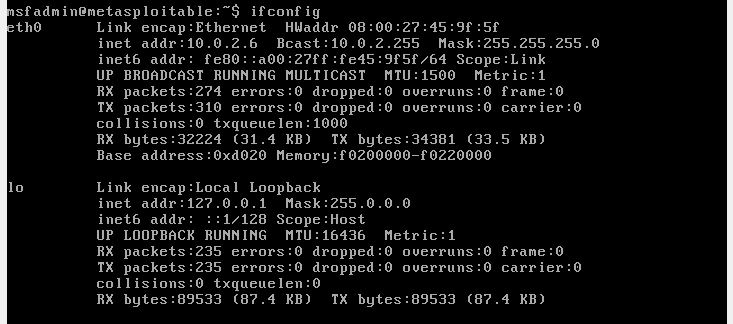 msfadmin@metasploitable:~$ ifconfig
eth0      Link encap:Ethernet  HWaddr 08:00:27:45:9f:5f
          inet addr:10.0.2.6  Bcast:10.0.2.255  Mask:255.255.255.0
          inet6 addr: fe80::a00:27ff:fe45:9f5f/64 Scope:Link
          UP BROADCAST RUNNING MULTICAST  MTU:1500  Metric:1
          RX packets:274 errors:0 dropped:0 overruns:0 frame:0
          TX packets:310 errors:0 dropped:0 overruns:0 carrier:0
          collisions:0 txqueuelen:1000
          RX bytes:32224 (31.4 KB)  TX bytes:34381 (33.5 KB)
          Base address:0xd020 Memory:f0200000-f0220000
lo        Link encap:Local Loopback
          inet addr:127.0.0.1  Mask:255.0.0.0
          inet6 addr: ::1/128 Scope:Host
          UP LOOPBACK RUNNING  MTU:16436  Metric:1
          RX packets:235 errors:0 dropped:0 overruns:0 frame:0
          TX packets:235 errors:0 dropped:0 overruns:0 carrier:0
          collisions:0 txqueuelen:0
          RX bytes:89533 (87.4 KB)  TX bytes:89533 (87.4 KB)